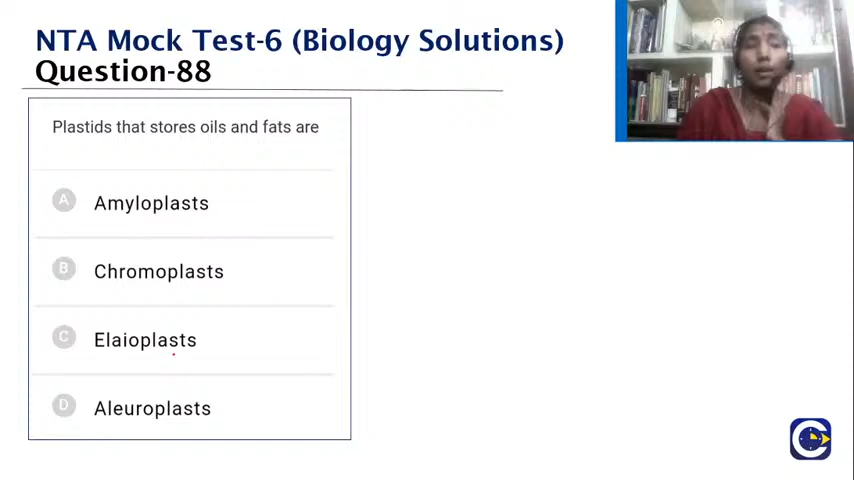 NTA Mock Test-6 (Biology Solutions)
Question-88
Plastids that stores oils and fats are
A Amyloplasts
B Chromoplasts
C Elaioplasts
D Aleuroplasts